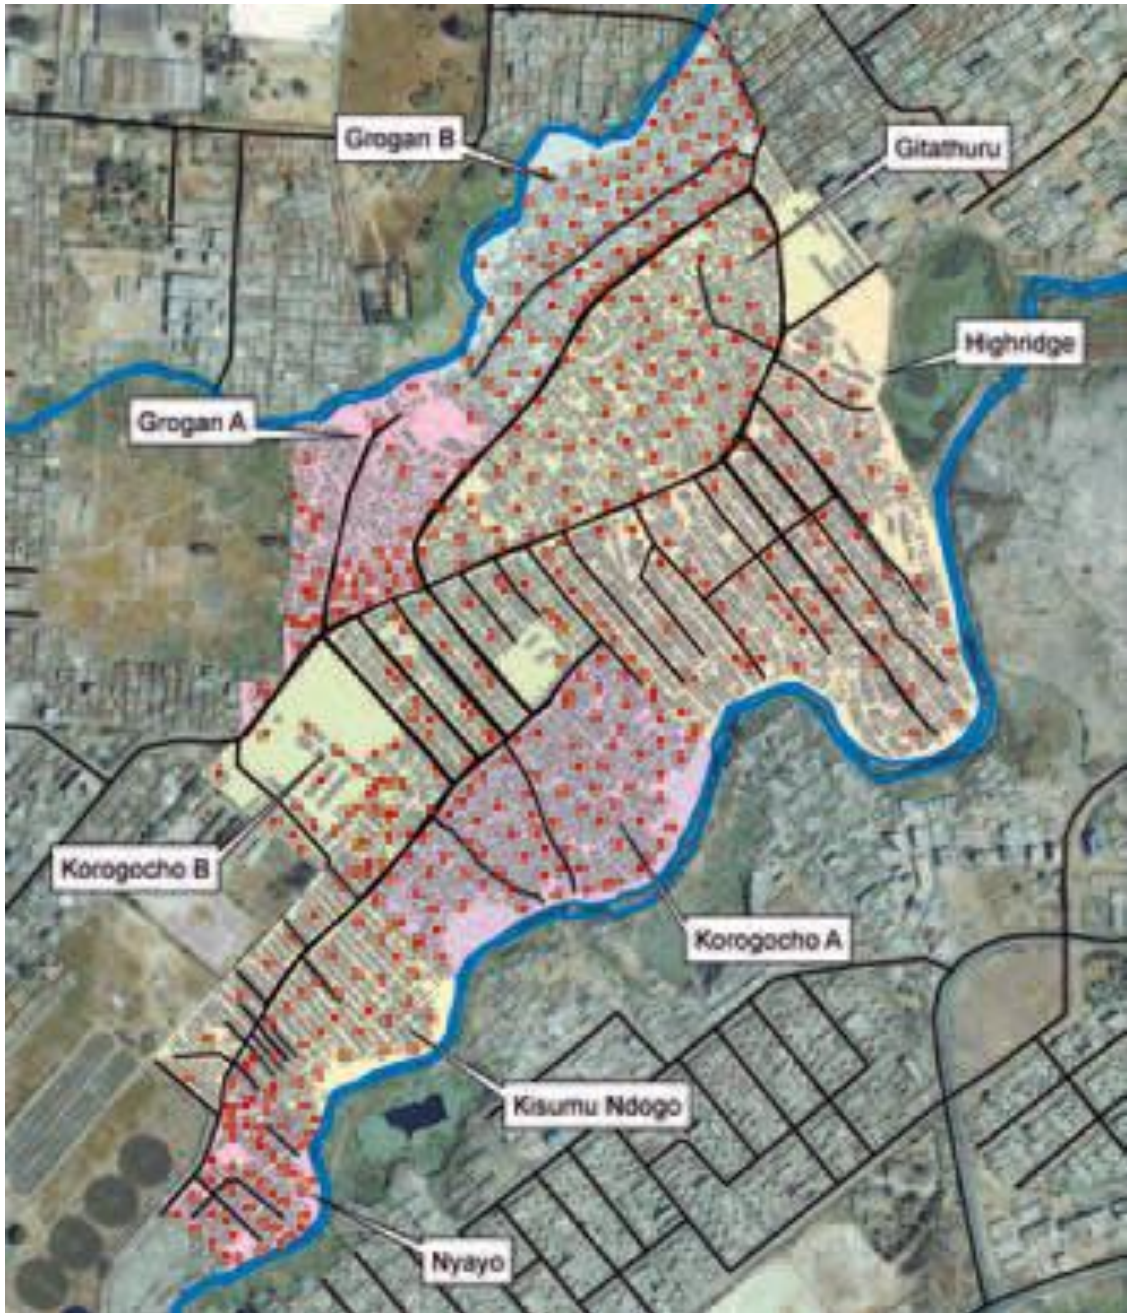 Grogan B
Gitathuru
Highridge
Grogan A
Korogocho B
Korogocho A
Kisumu Ndogo
Nyayo